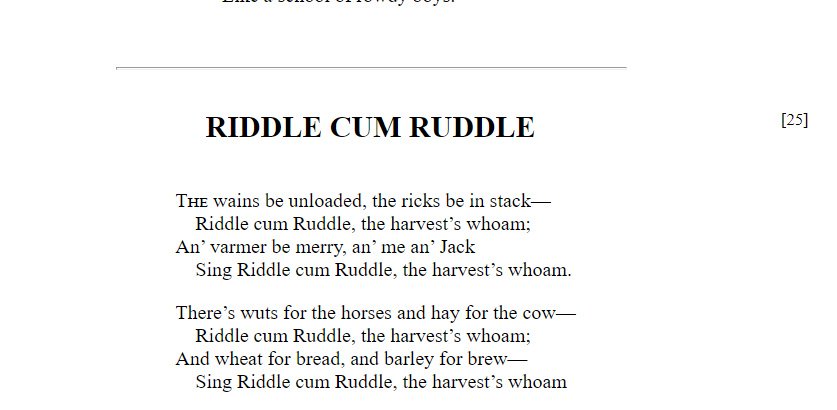 RIDDLE CUM RUDDLE
[25]
THE wains be unloaded, the ricks be in stack—
Riddle cum Ruddle, the harvest’s whoam;
An’ varmer be merry, an’ me an’ Jack
Sing Riddle cum Ruddle, the harvest’s whoam.
There’s wuts for the horses and hay for the cow—
Riddle cum Ruddle, the harvest’s whoam;
And wheat for bread, and barley for brew—
Sing Riddle cum Ruddle, the harvest’s whoam